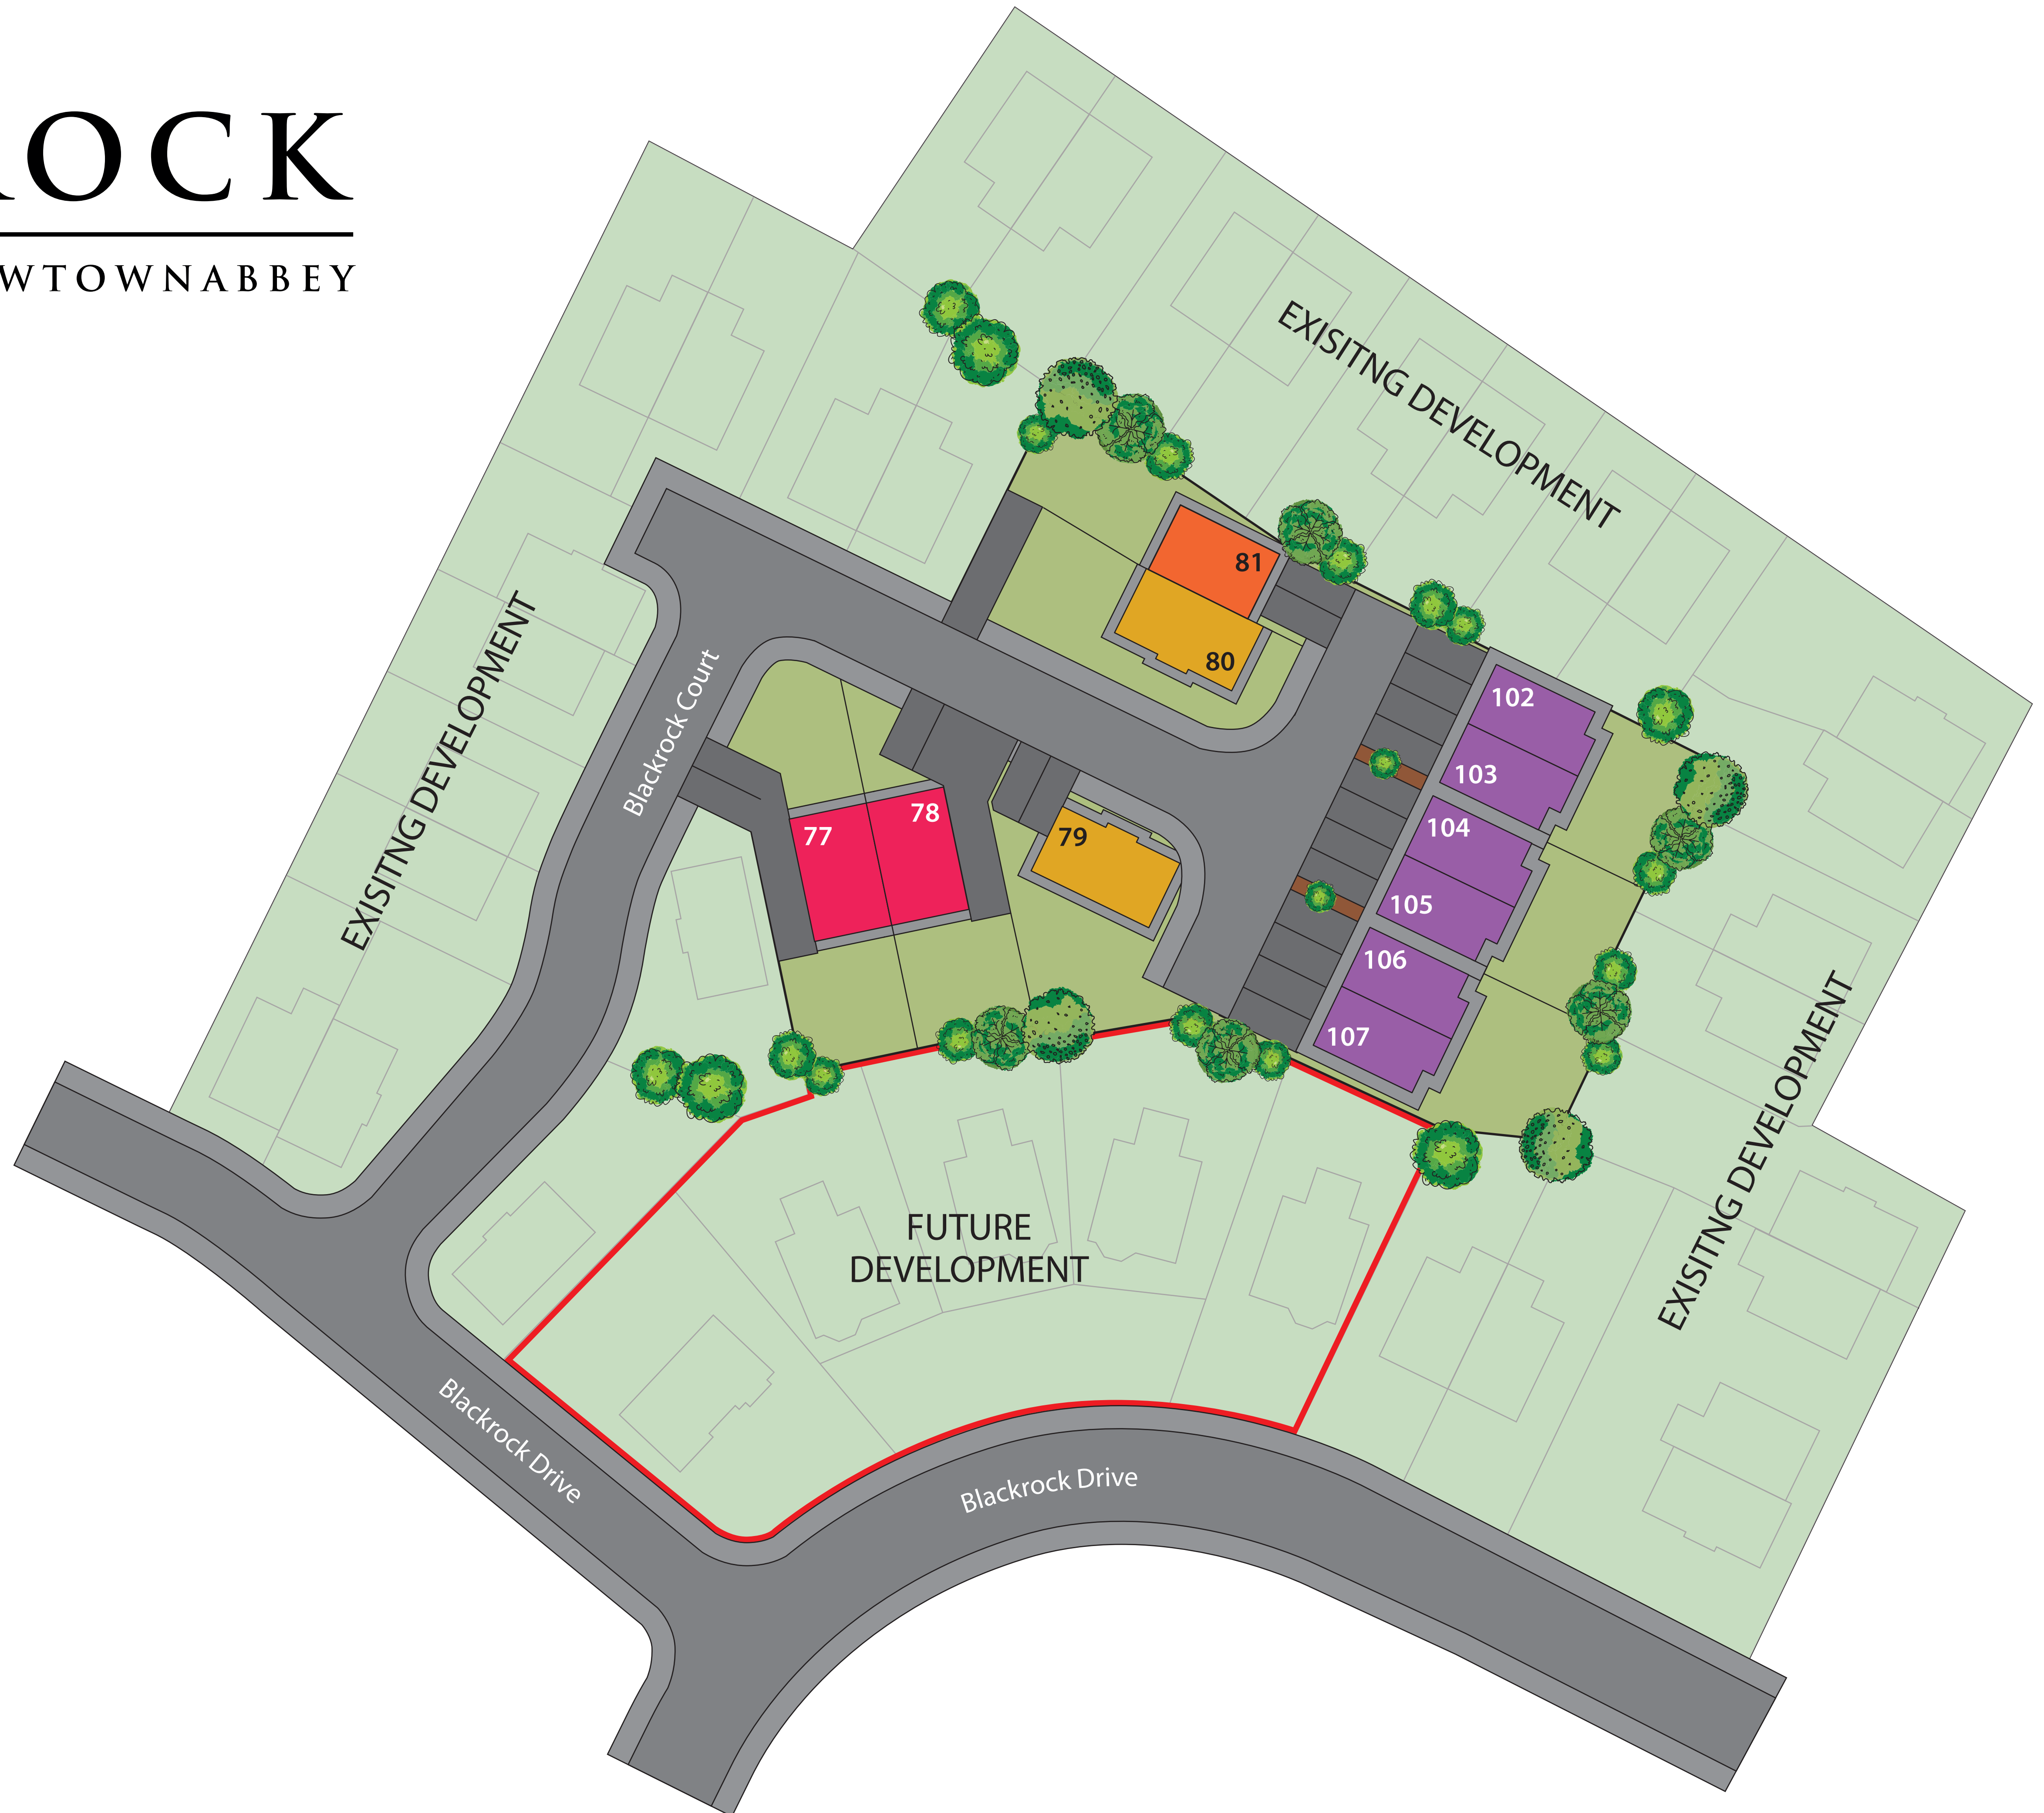 ROCK
WTOWNABBEY
EXISITNG DEVELOPMENT
81
80
EXISITNG DEVELOPMENT
Blackrock Court
102
103
78
77
79
104
105
106
107
EXISITNG DEVELOPMENT
FUTURE
DEVELOPMENT
Blackrock Drive
Blackrock Drive